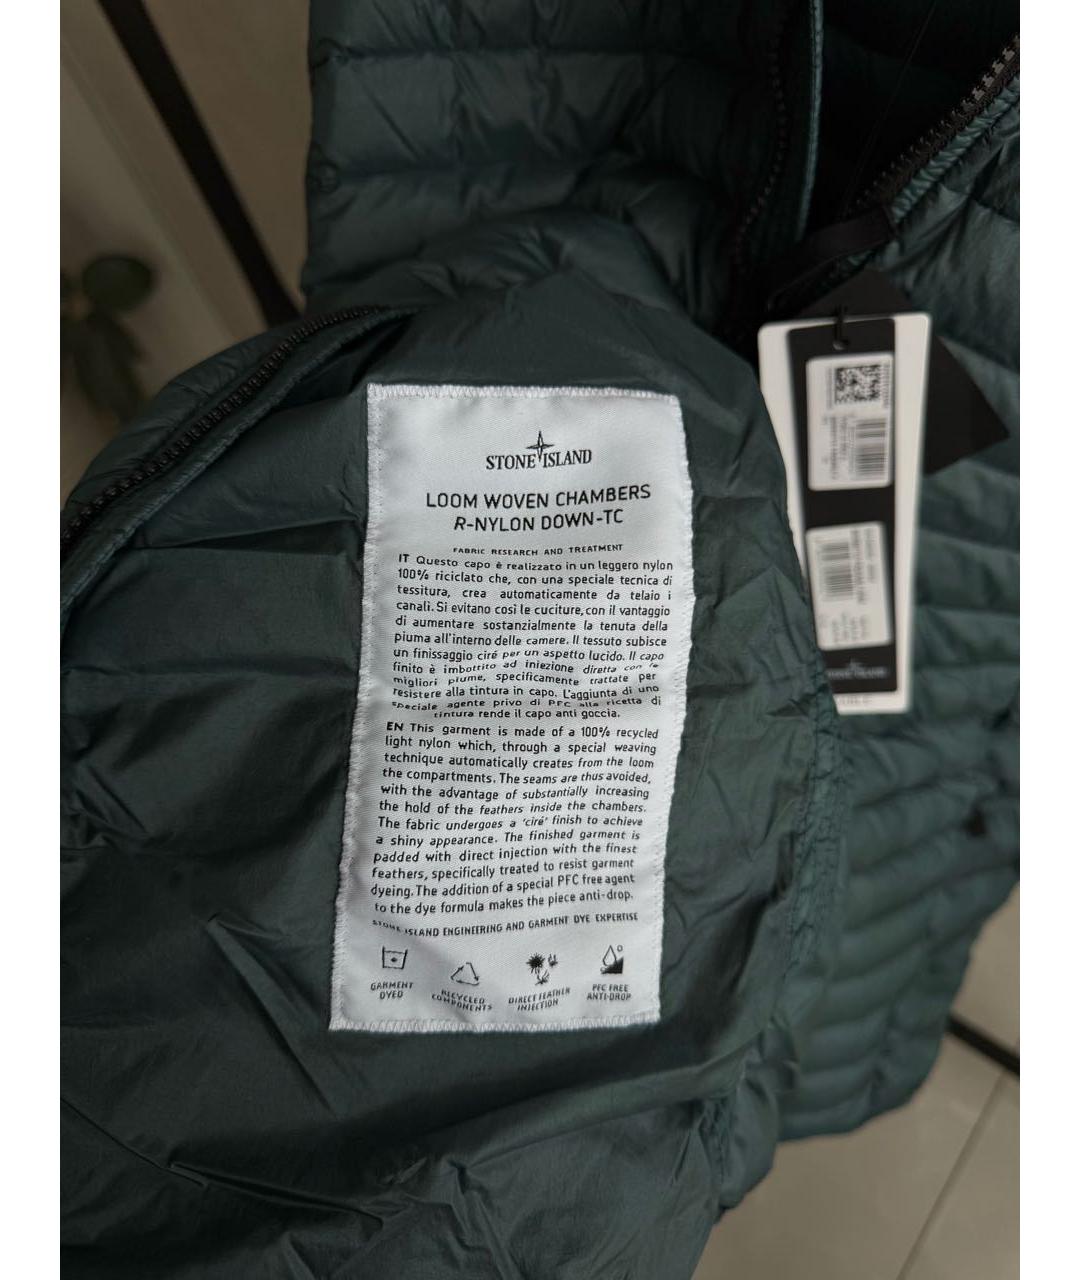 STONE ISLAND
LOOM WOVEN CHAMBERS
R-NYLON DOWN-TC
FABRIC RESEARCH AND TREATMENT
IT Questo capo è realizzato in un leggero nylon
100% riciclato che, con una speciale tecnica di
tessitura, crea automaticamente da telaio i
canali. Si evitano così le cuciture, con il vantaggio
di aumentare sostanzialmente la tenuta della
piuma all'interno delle camere. Il tessuto subisce
un finissaggio ciré per un aspetto lucido. Il capo
finito è imbottito ad iniezione diretta con le
migliori piume, specificamente trattate per
resistere alla tintura in capo. L'aggiunta di uno
speciale agente privo di PFC alla ricetta di
tintura rende il capo anti goccia.
EN This garment is made of a 100% recycled
light nylon which, through a special weaving
technique automatically creates from the loom
the compartments. The seams are thus avoided,
with the advantage of substantially increasing
the hold of the feathers inside the chambers.
The fabric undergoes a 'ciré' finish to achieve
a shiny appearance. The finished garment is
padded with direct injection with the finest
feathers, specifically treated to resist garment
dyeing. The addition of a special PFC free agent
to the dye formula makes the piece anti-drop.
STONE ISLAND ENGINEERING AND GARMENT DYE EXPERTISE
GARMENT
DYED
RECYCLED
COMPONENTS
DIRECT FEATHER
INJECTION
PFC FREE
ANTI-DROP
STONE ISLAND